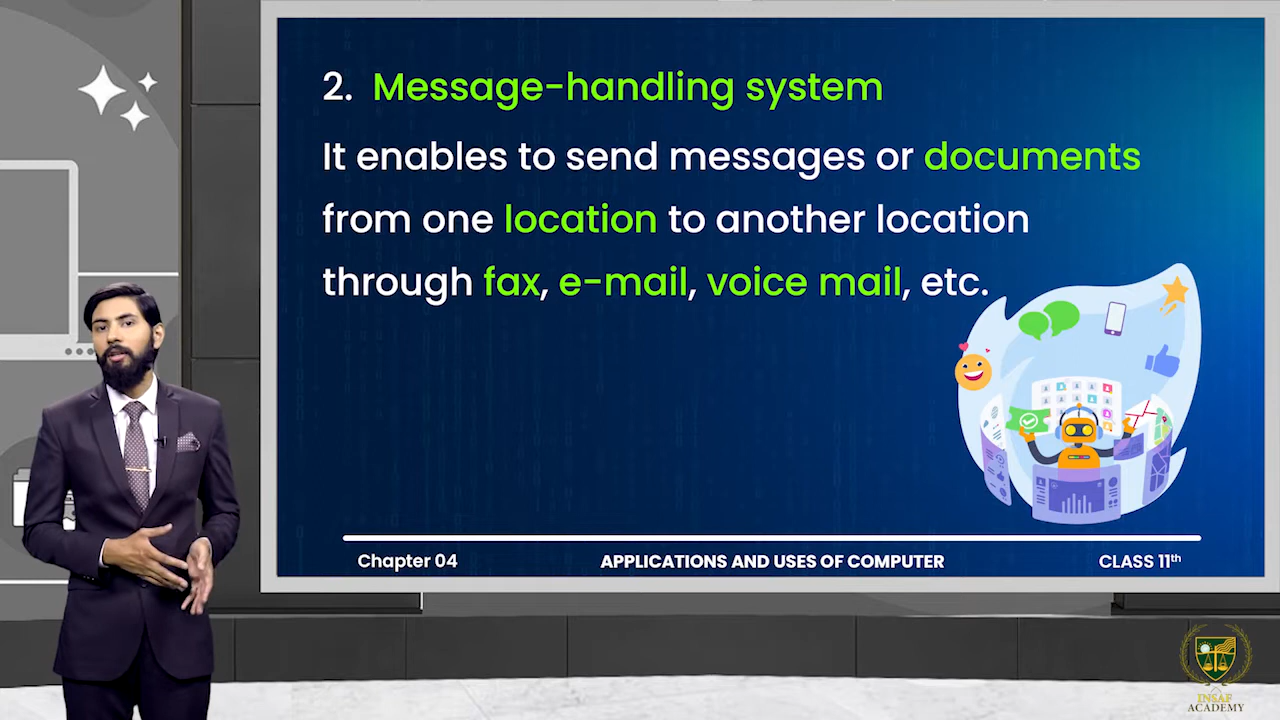 2. Message-handling system
It enables to send messages or documents
from one location to another location
through fax, e-mail, voice mail, etc.
Chapter 04
APPLICATIONS AND USES OF COMPUTER
CLASS 11th
INSAF
ACADEMY